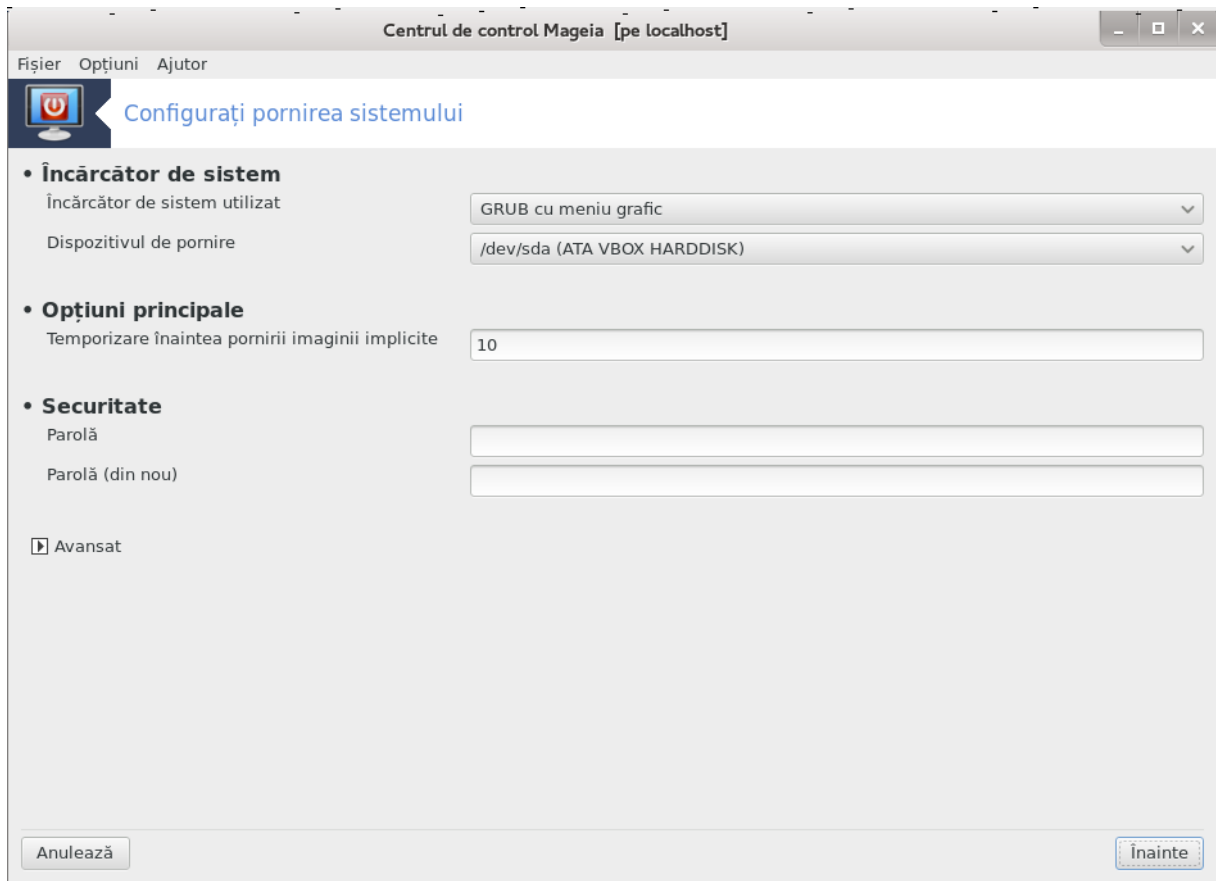 Centrul de control Mageia [pe localhost]
Fișier Opțiuni Ajutor
Configurați pornirea sistemului
• Încărcător de sistem
Încărcător de sistem utilizat
GRUB cu meniu grafic
Dispozitivul de pornire
/dev/sda (ATA VBOX HARDDISK)
• Opțiuni principale
Temporizare înaintea pornirii imaginii implicite
10
• Securitate
Parolă
Parolă (din nou)
Avansat
Anulează
Înainte